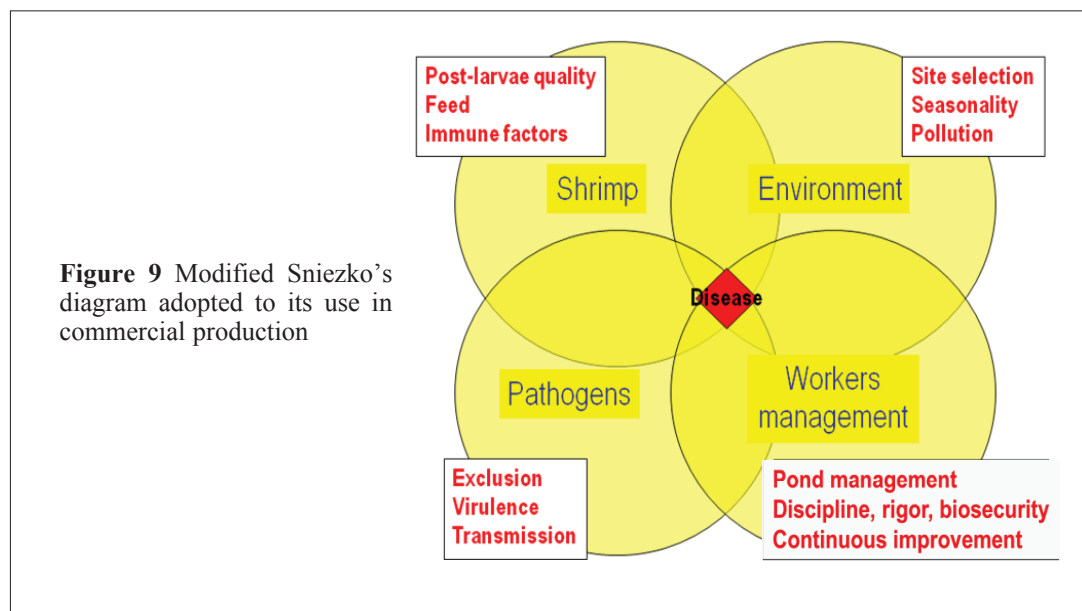 Post-larvae quality
Feed
Immune factors
Site selection
Seasonality
Pollution
Shrimp
Environment
Figure 9 Modified Sniezko's
diagram adopted to its use in
commercial production
Disease
Pathogens
Workers
management
Exclusion
Virulence
Transmission
Pond management
Discipline, rigor, biosecurity
Continuous improvement